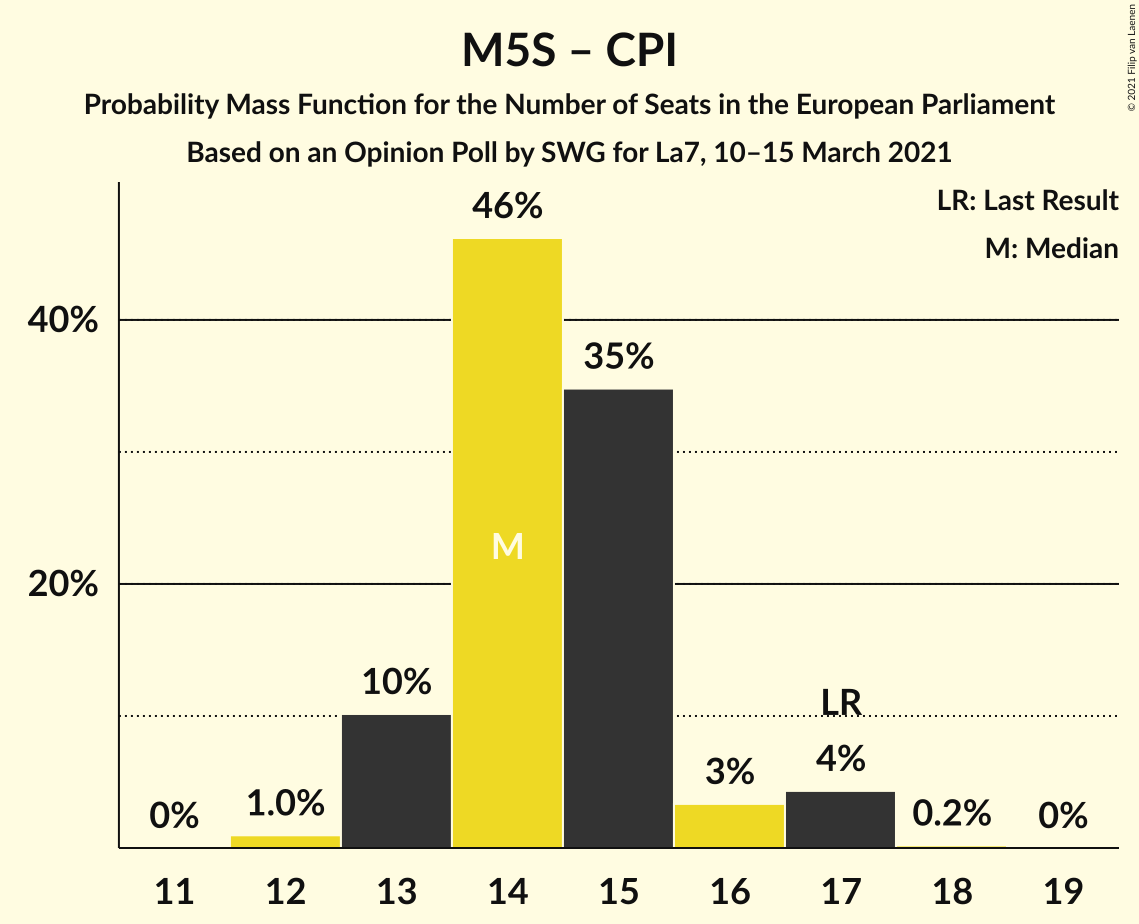 M5S – CPI
Probability Mass Function for the Number of Seats in the European Parliament
Based on an Opinion Poll by SWG for La7, 10–15 March 2021
© 2021 Filip van Laenen
LR: Last Result
M: Median
46%
40%
35%
M
20%
10%
LR
4%
3%
1.0%
0%
0.2%
0%
11 12 13 14 15 16 17 18 19